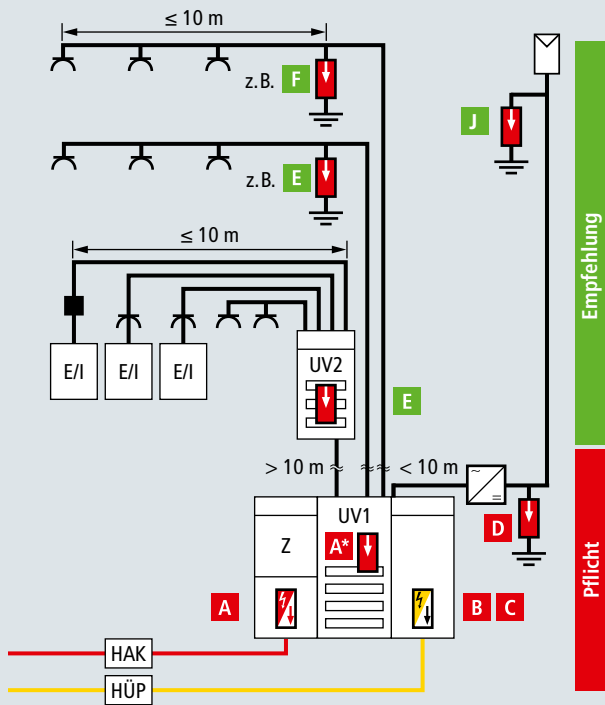 ≤ 10 m
z. B. F
J
z. B. E
≤ 10 m
Empfehlung
E/I E/I E/I
UV2
E
> 10 m < 10 m
~
=
UV1
Z
A*
D
A
B C
Pflicht
HAK
HÜP